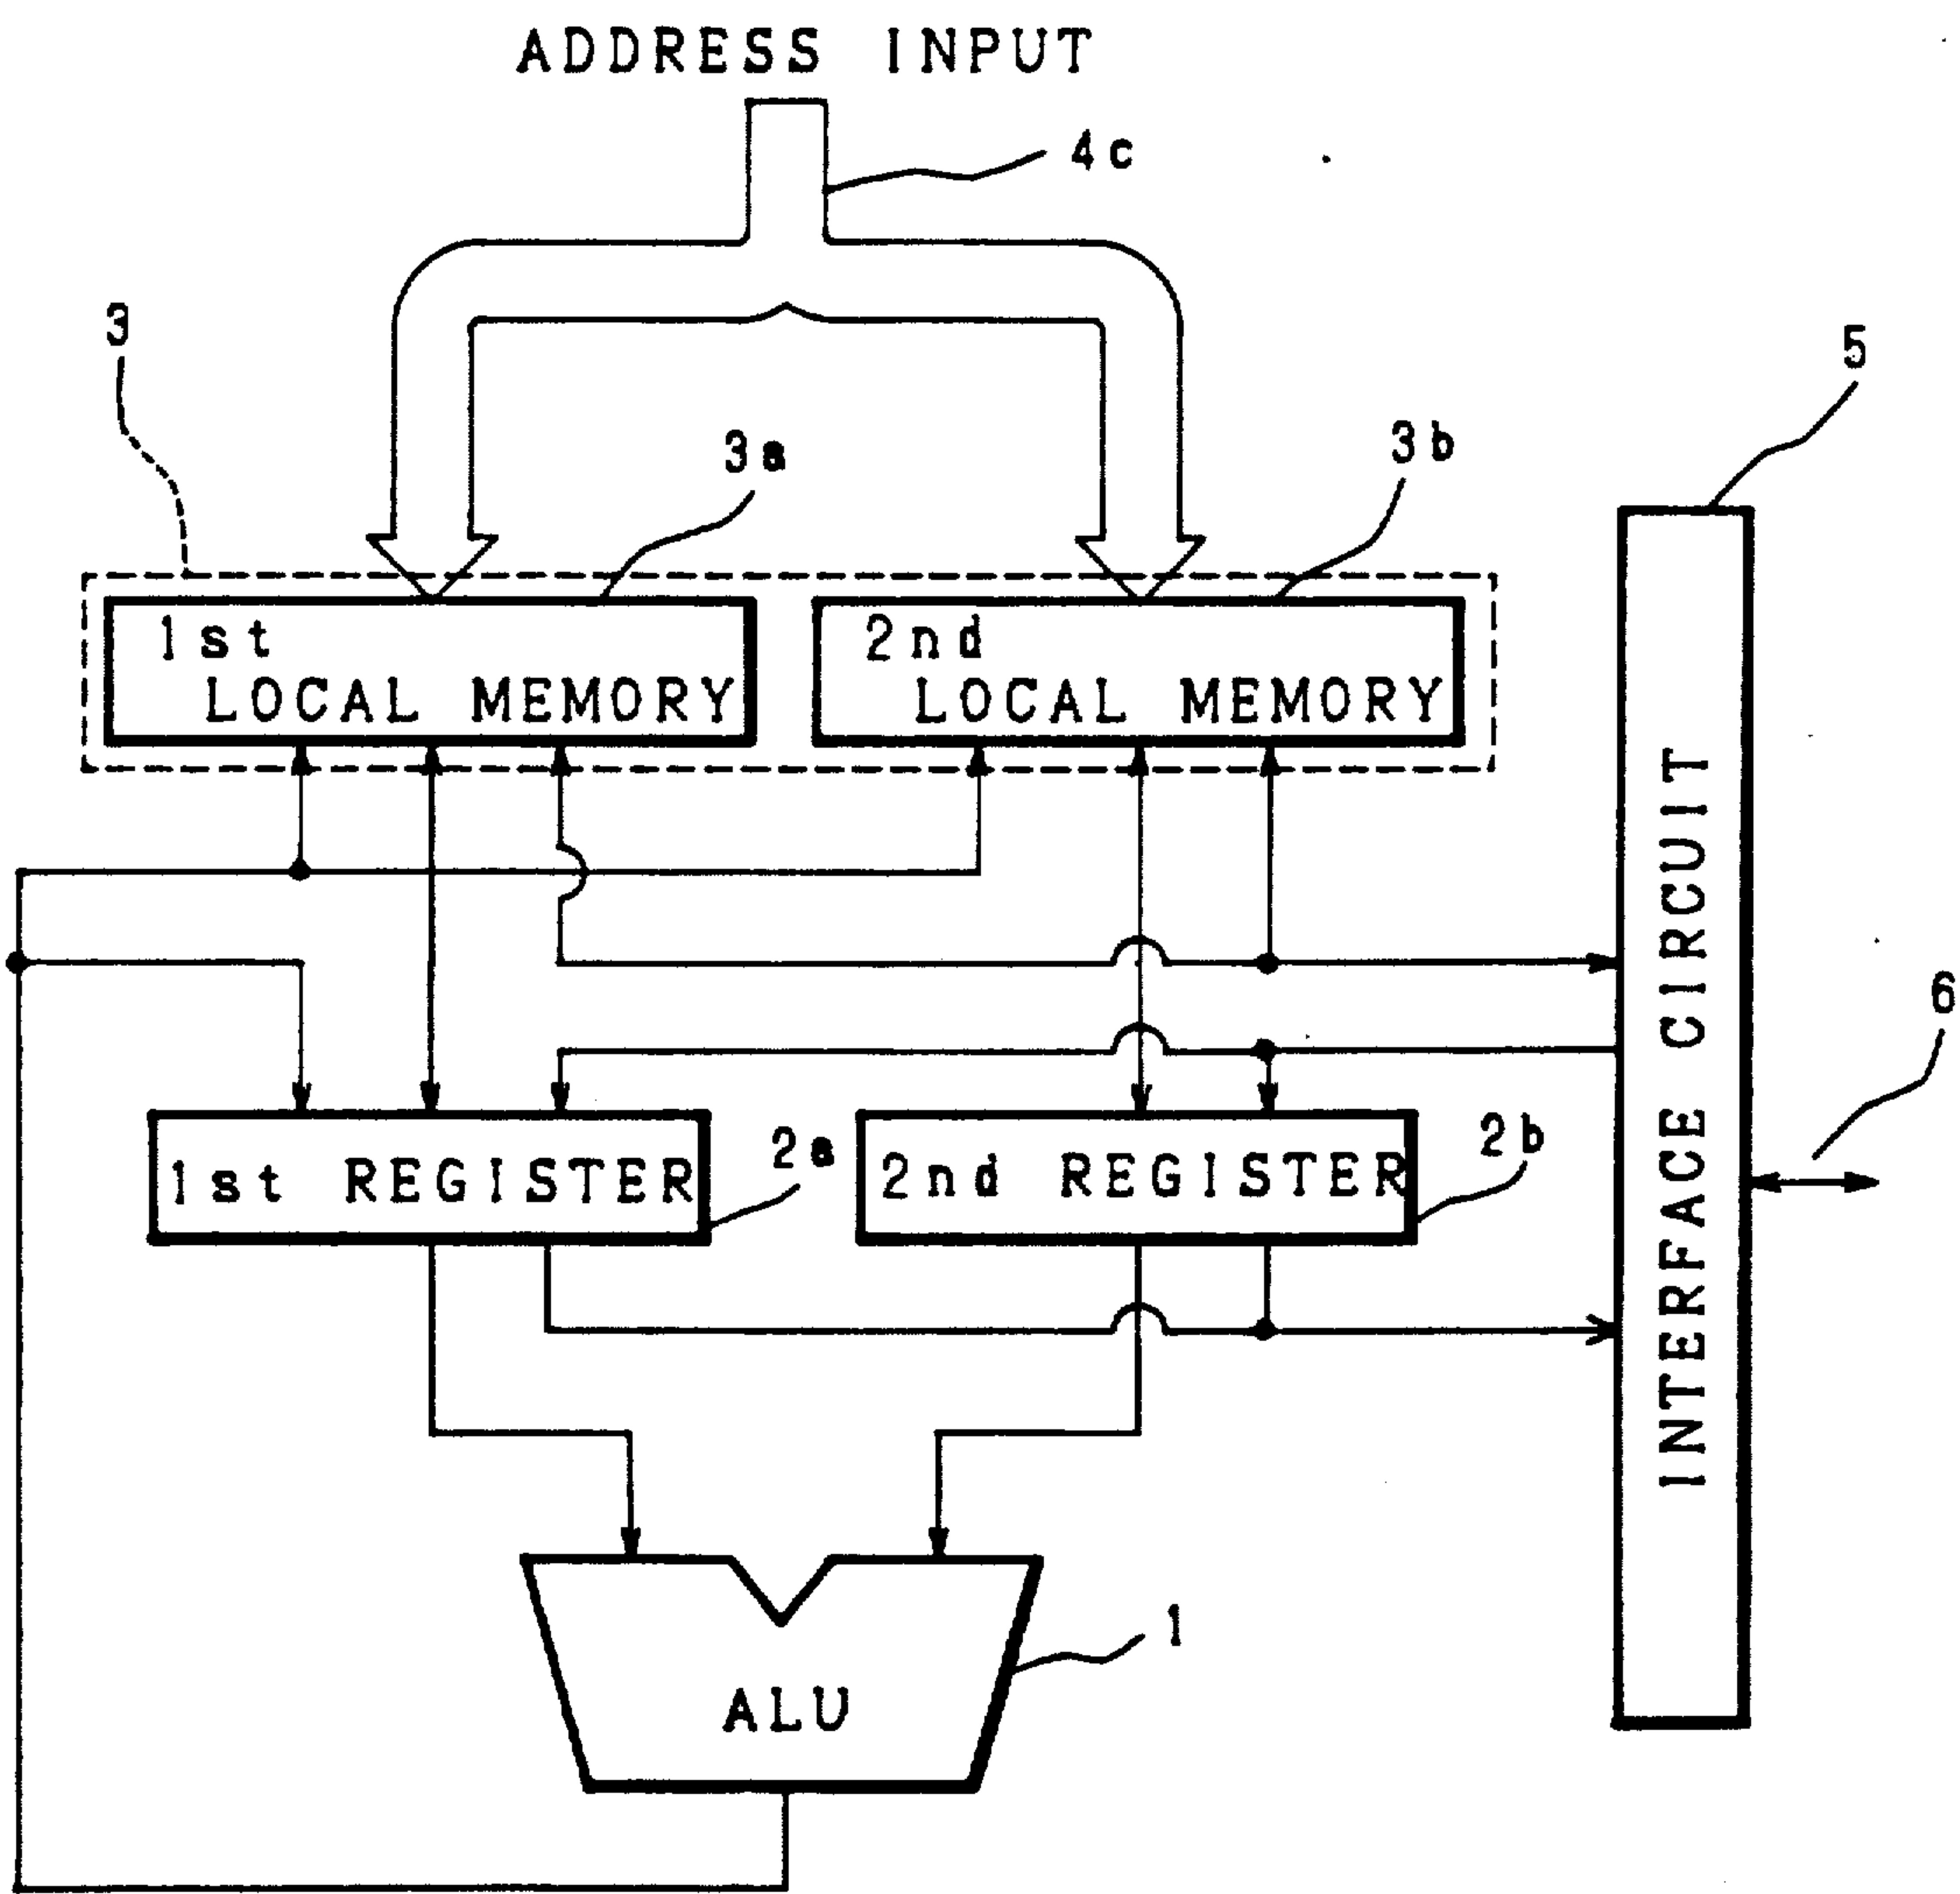 ADDRESS INPUT
4c
3
5
3a
3b
1st
LOCAL MEMORY
2nd
LOCAL MEMORY
INTERFACE CIRCUIT
6
1st REGISTER
2a
2nd REGISTER
2b
1
ALU